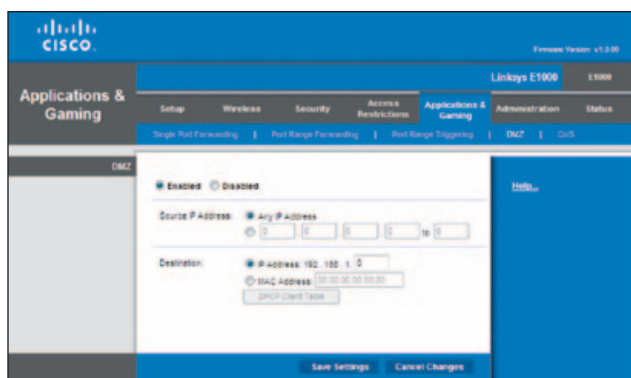 CISCO.
Firmware Version: v1.0.00
Linksys E1000
E1000
Applications & Gaming
Setup
Wireless
Security
Access Restrictions
Applications & Gaming
Administration
Status
Single Port Forwarding | Port Range Forwarding | Port Range Triggering | DMZ | QoS
DMZ
Enabled Disabled
Help...
Source IP Address: Any IP Address
0 . 0 . 0 . 0 to 0
Destination: IP Address: 192 . 168 . 1 . 0
MAC Address: 00:00:00:00:00:00
DHCP Client Table
Save Settings
Cancel Changes